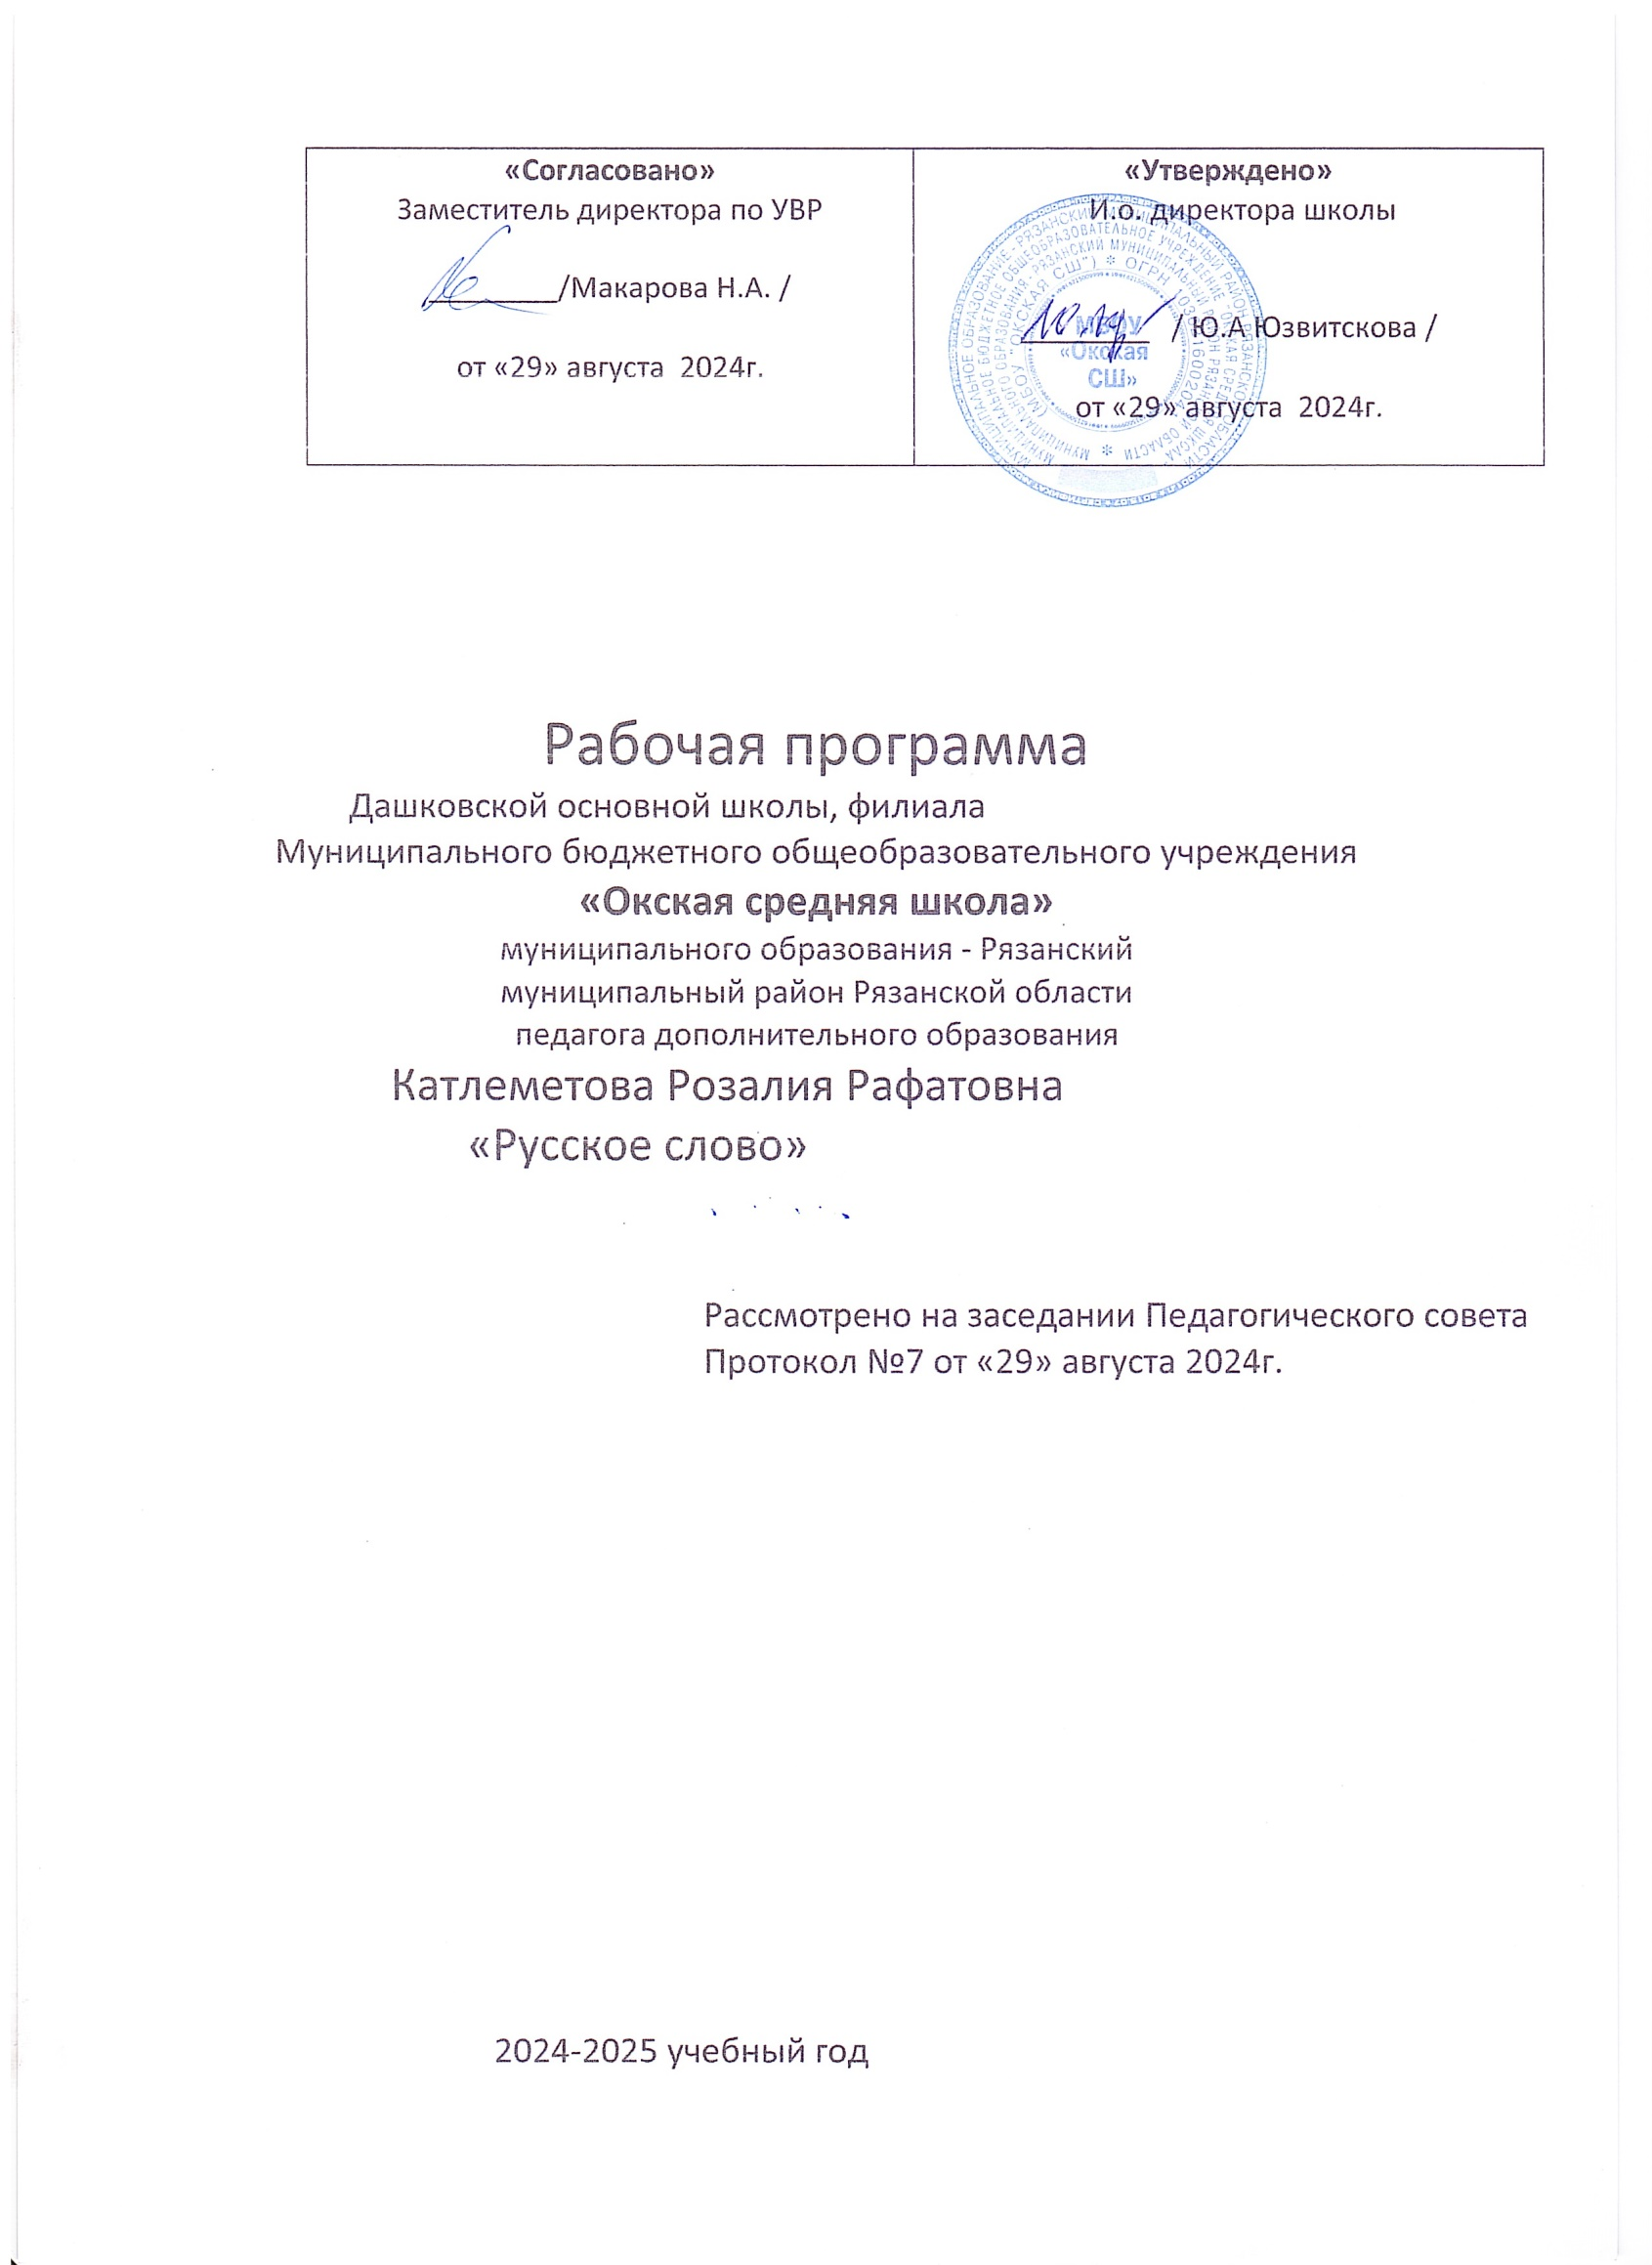 «Согласовано»
Заместитель директора по УВР
/Макарова Н.А. /
от «29» августа 2024г.
«Утверждено»
И.о. директора школы
/ Ю.А Юзвитскова /
от «29» августа 2024г.
МБОУ
«Окская
СШ»
Рабочая программа
Дашковской основной школы, филиала
Муниципального бюджетного общеобразовательного учреждения
«Окская средняя школа»
муниципального образования - Рязанский
муниципальный район Рязанской области
педагога дополнительного образования
Катлеметова Розалия Рафатовна
«Русское слово»
Рассмотрено на заседании Педагогического совета
Протокол №7 от «29» августа 2024г.
2024-2025 учебный год